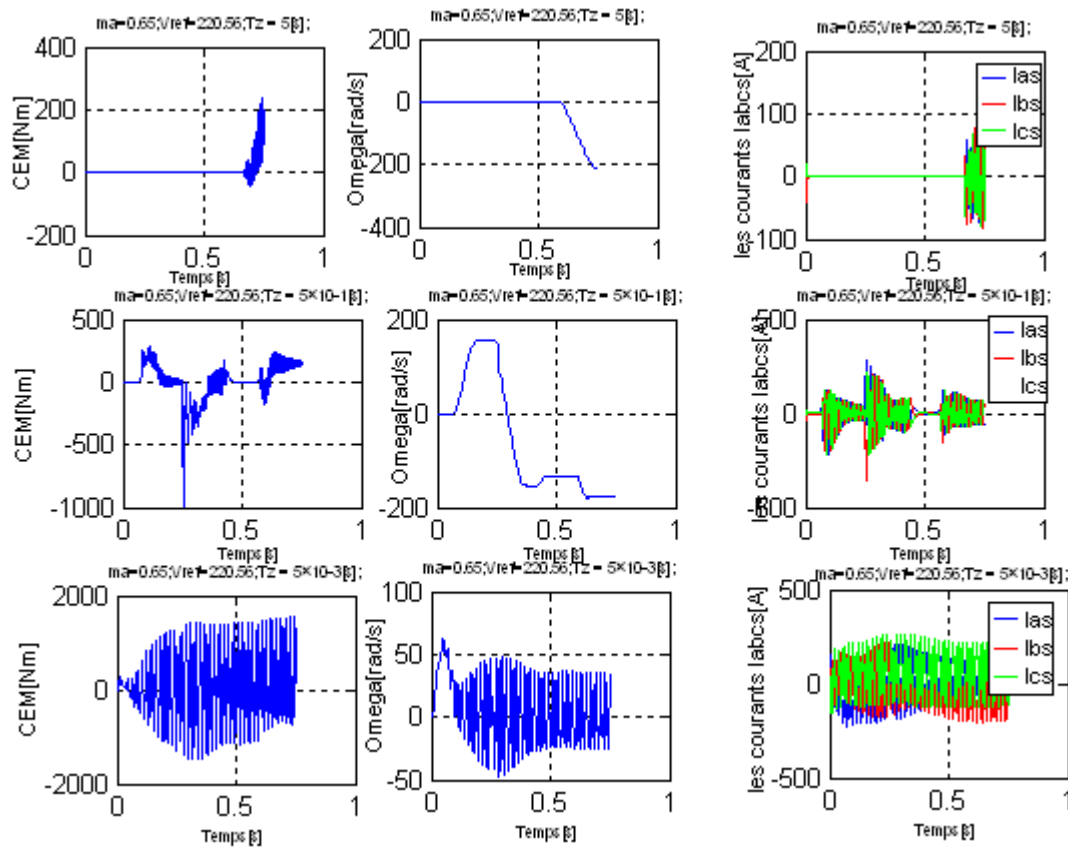 ma=0.65;Vref=220.56;Tz = 5[s];
CEM[Nm]
400
200
0
-200
0
0.5
1
Temps[s]
ma=0.65;Vref=220.56;Tz = 5[s];
Omega[rad/s]
200
0
-200
-400
0
0.5
1
Temps[s]
ma=0.65;Vref=220.56;Tz = 5[s];
les courants Iabcs[A]
200
100
0
100
0
0.5
1
Temps[s]
Ias
Ibs
Ics
ma=0.65;Vref=220.56;Tz = 5×10-1[s];
CEM[Nm]
500
0
-500
-1000
0
0.5
1
Temps[s]
ma=0.65;Vref=220.56;Tz = 5×10-1[s];
Omega[rad/s]
200
0
-200
0
0.5
1
Temps[s]
ma=0.65;Vref=220.56;Tz = 5×10-1[s];
les courants Iabcs[A]
500
0
-500
0
0.5
1
Temps[s]
Ias
Ibs
Ics
ma=0.65;Vref=220.56;Tz = 5×10-3[s];
CEM[Nm]
2000
0
-2000
0
0.5
1
Temps[s]
ma=0.65;Vref=220.56;Tz = 5×10-3[s];
Omega[rad/s]
100
50
0
-50
0
0.5
1
Temps[s]
ma=0.65;Vref=220.56;Tz = 5×10-3[s];
les courants Iabcs[A]
500
0
-500
0
0.5
1
Temps[s]
Ias
Ibs
Ics